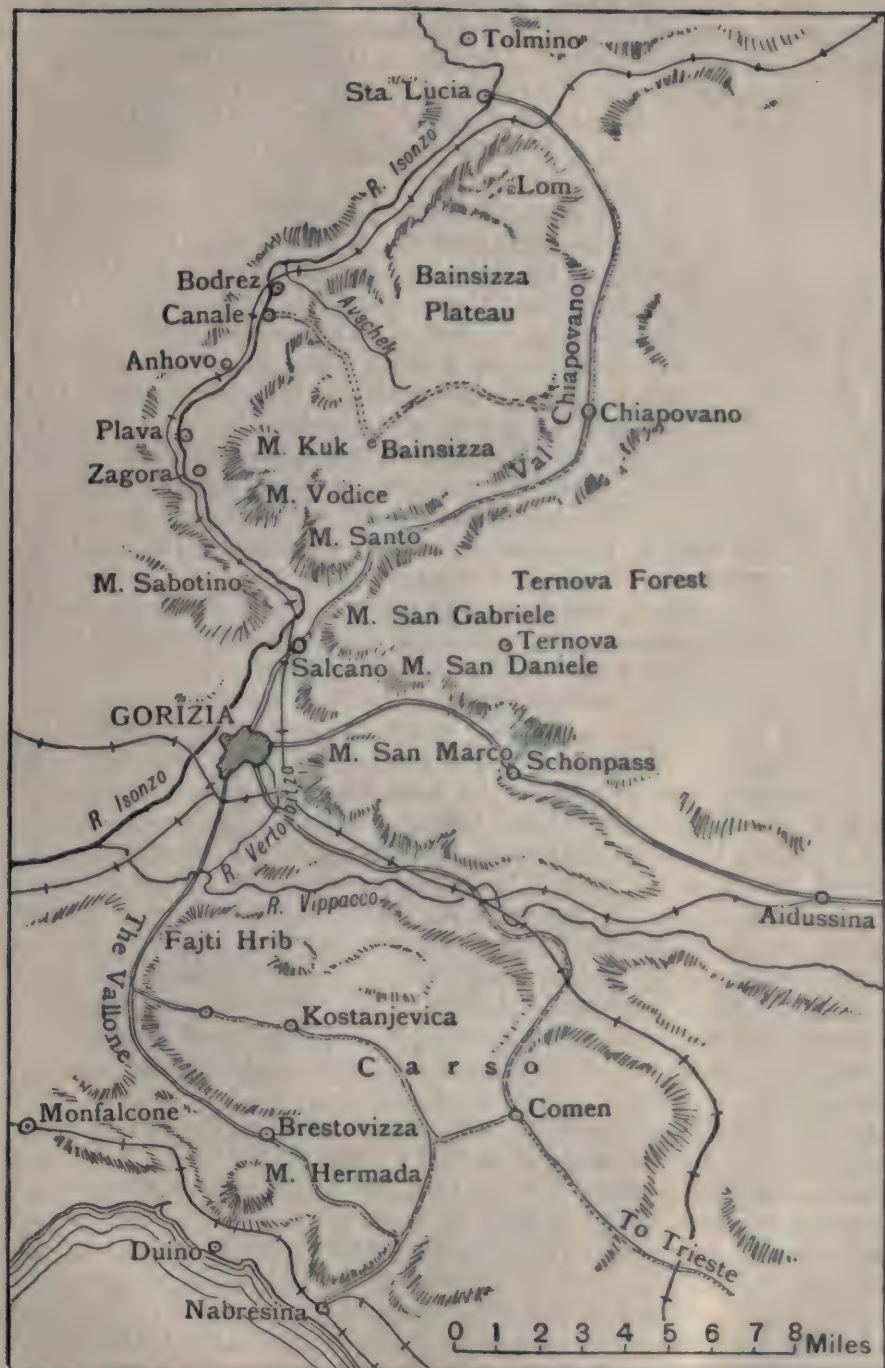 Tolmino
Sta. Lucia
R. Isonzo
Lom
Bodrez
Bainsizza
Plateau
Canale
Avschek
Val Chiapovano
Anhovo
Chiapovano
Plava
M. Kuk
Bainsizza
Zagora
M. Vodice
M. Santo
M. Sabotino
Ternova Forest
M. San Gabriele
Ternova
Salcano
M. San Daniele
GORIZIA
M. San Marco
Schönpass
R. Isonzo
R. Vertoibitza
R. Vippacco
Aidussina
The Vallone
Fajti Hrib
Kostanjevica
Carso
Monfalcone
Comen
Brestovizza
M. Hermada
Duino
To Trieste
Nabresina
0 1 2 3 4 5 6 7 8 Miles